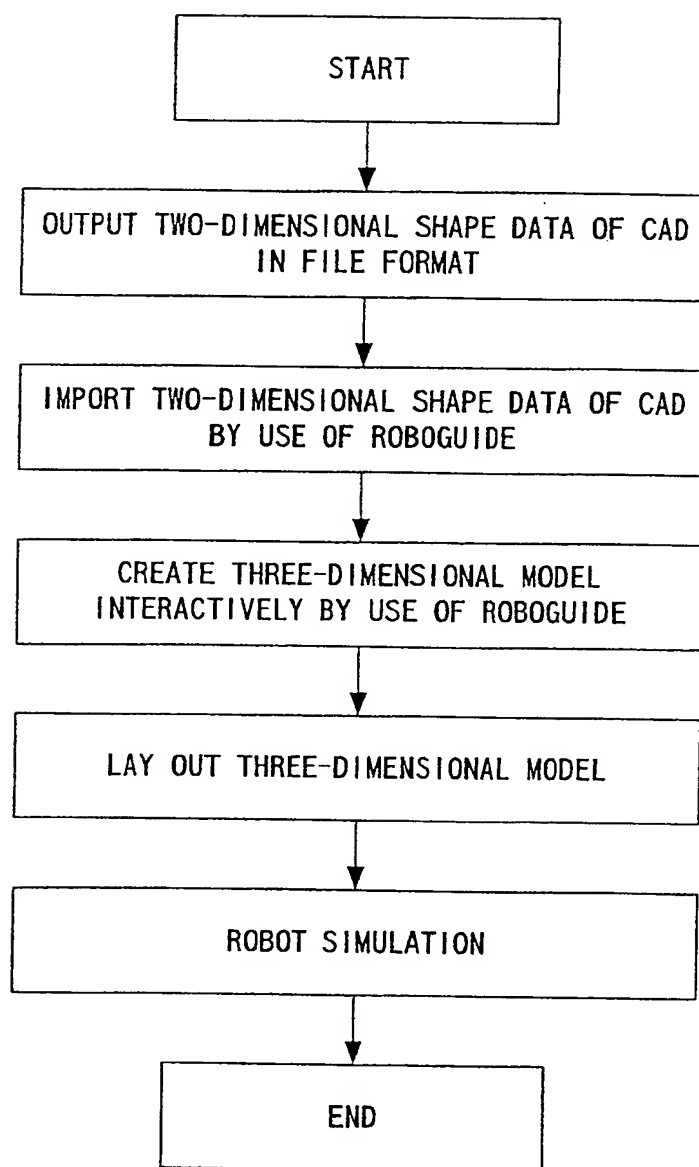 START
OUTPUT TWO-DIMENSIONAL SHAPE DATA OF CAD
IN FILE FORMAT
IMPORT TWO-DIMENSIONAL SHAPE DATA OF CAD
BY USE OF ROBOGUIDE
CREATE THREE-DIMENSIONAL MODEL
INTERACTIVELY BY USE OF ROBOGUIDE
LAY OUT THREE-DIMENSIONAL MODEL
ROBOT SIMULATION
END